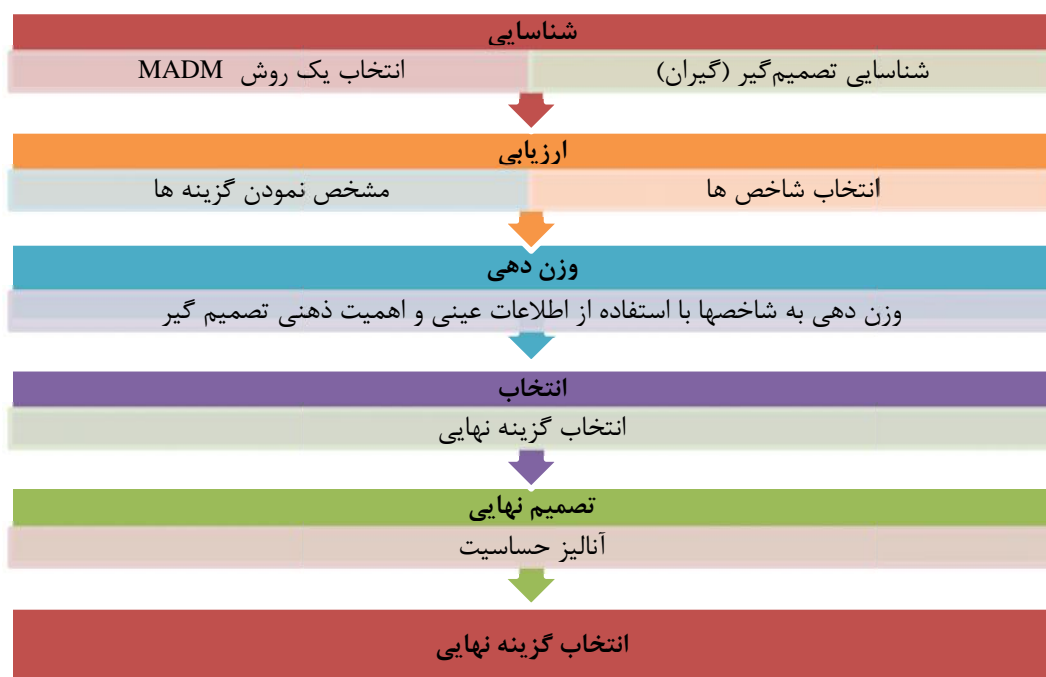 شناسایی
شناسایی تصمیم‌گیر (گیران)
انتخاب یک روش MADM
ارزیابی
انتخاب شاخص ها
مشخص نمودن گزینه ها
وزن دهی
وزن دهی به شاخصها با استفاده از اطلاعات عینی و اهمیت ذهنی تصمیم گیر
انتخاب
انتخاب گزینه نهایی
تصمیم نهایی
آنالیز حساسیت
انتخاب گزینه نهایی